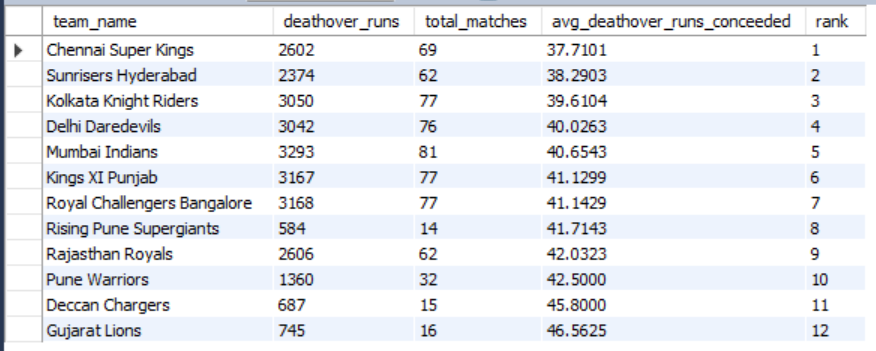 team_name deathover_runs total_matches avg_deathover_runs_conceeded rank
Chennai Super Kings 2602 69 37.7101 1
Sunrisers Hyderabad 2374 62 38.2903 2
Kolkata Knight Riders 3050 77 39.6104 3
Delhi Daredevils 3042 76 40.0263 4
Mumbai Indians 3293 81 40.6543 5
Kings XI Punjab 3167 77 41.1299 6
Royal Challengers Bangalore 3168 77 41.1429 7
Rising Pune Supergiants 584 14 41.7143 8
Rajasthan Royals 2606 62 42.0323 9
Pune Warriors 1360 32 42.5000 10
Deccan Chargers 687 15 45.8000 11
Gujarat Lions 745 16 46.5625 12